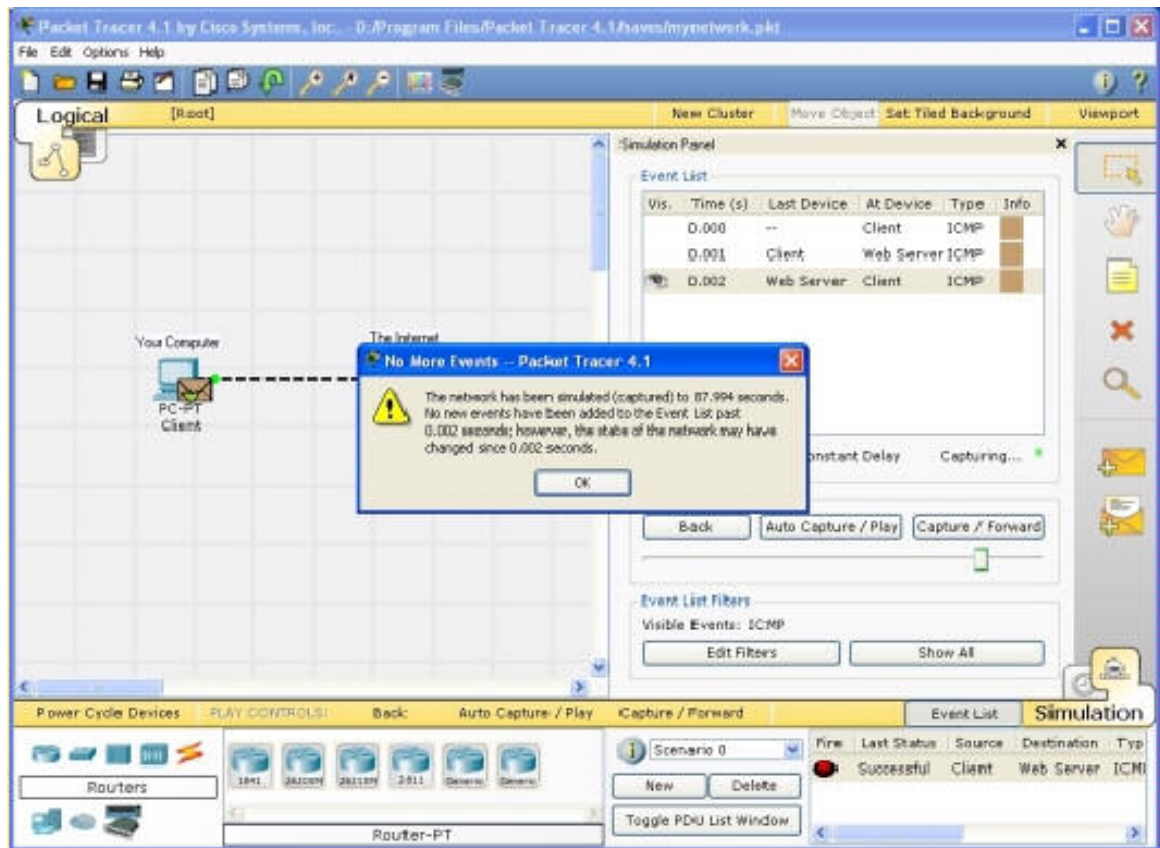 Packet Tracer 4.1 by Cisco Systems, Inc. - D:/Program Files/Packet Tracer 4.1/saves/mynetwork.pkt
File Edit Options Help
Logical [Root] New Cluster Move Object Set Tiled Background Viewport
Simulation Panel
Event List
Vis. Time (s) Last Device At Device Type Info
0.000 -- Client ICMP
0.001 Client Web Server ICMP
0.002 Web Server Client ICMP
Your Computer
The Internet
PC-PT
Client
No More Events -- Packet Tracer 4.1
The network has been simulated (captured) to 87.994 seconds.
No new events have been added to the Event List past
0.002 seconds; however, the state of the network may have
changed since 0.002 seconds.
OK
Constant Delay Capturing...
Back Auto Capture / Play Capture / Forward
Event List Filters
Visible Events: ICMP
Edit Filters Show All
Power Cycle Devices PLAY CONTROLS: Back Auto Capture / Play Capture / Forward Event List Simulation
Routers
1841 2620XM 2621XM 2811 Generic Generic
Router-PT
Scenario 0
New Delete
Toggle PDU List Window
Fire Last Status Source Destination Typ
Successful Client Web Server ICM